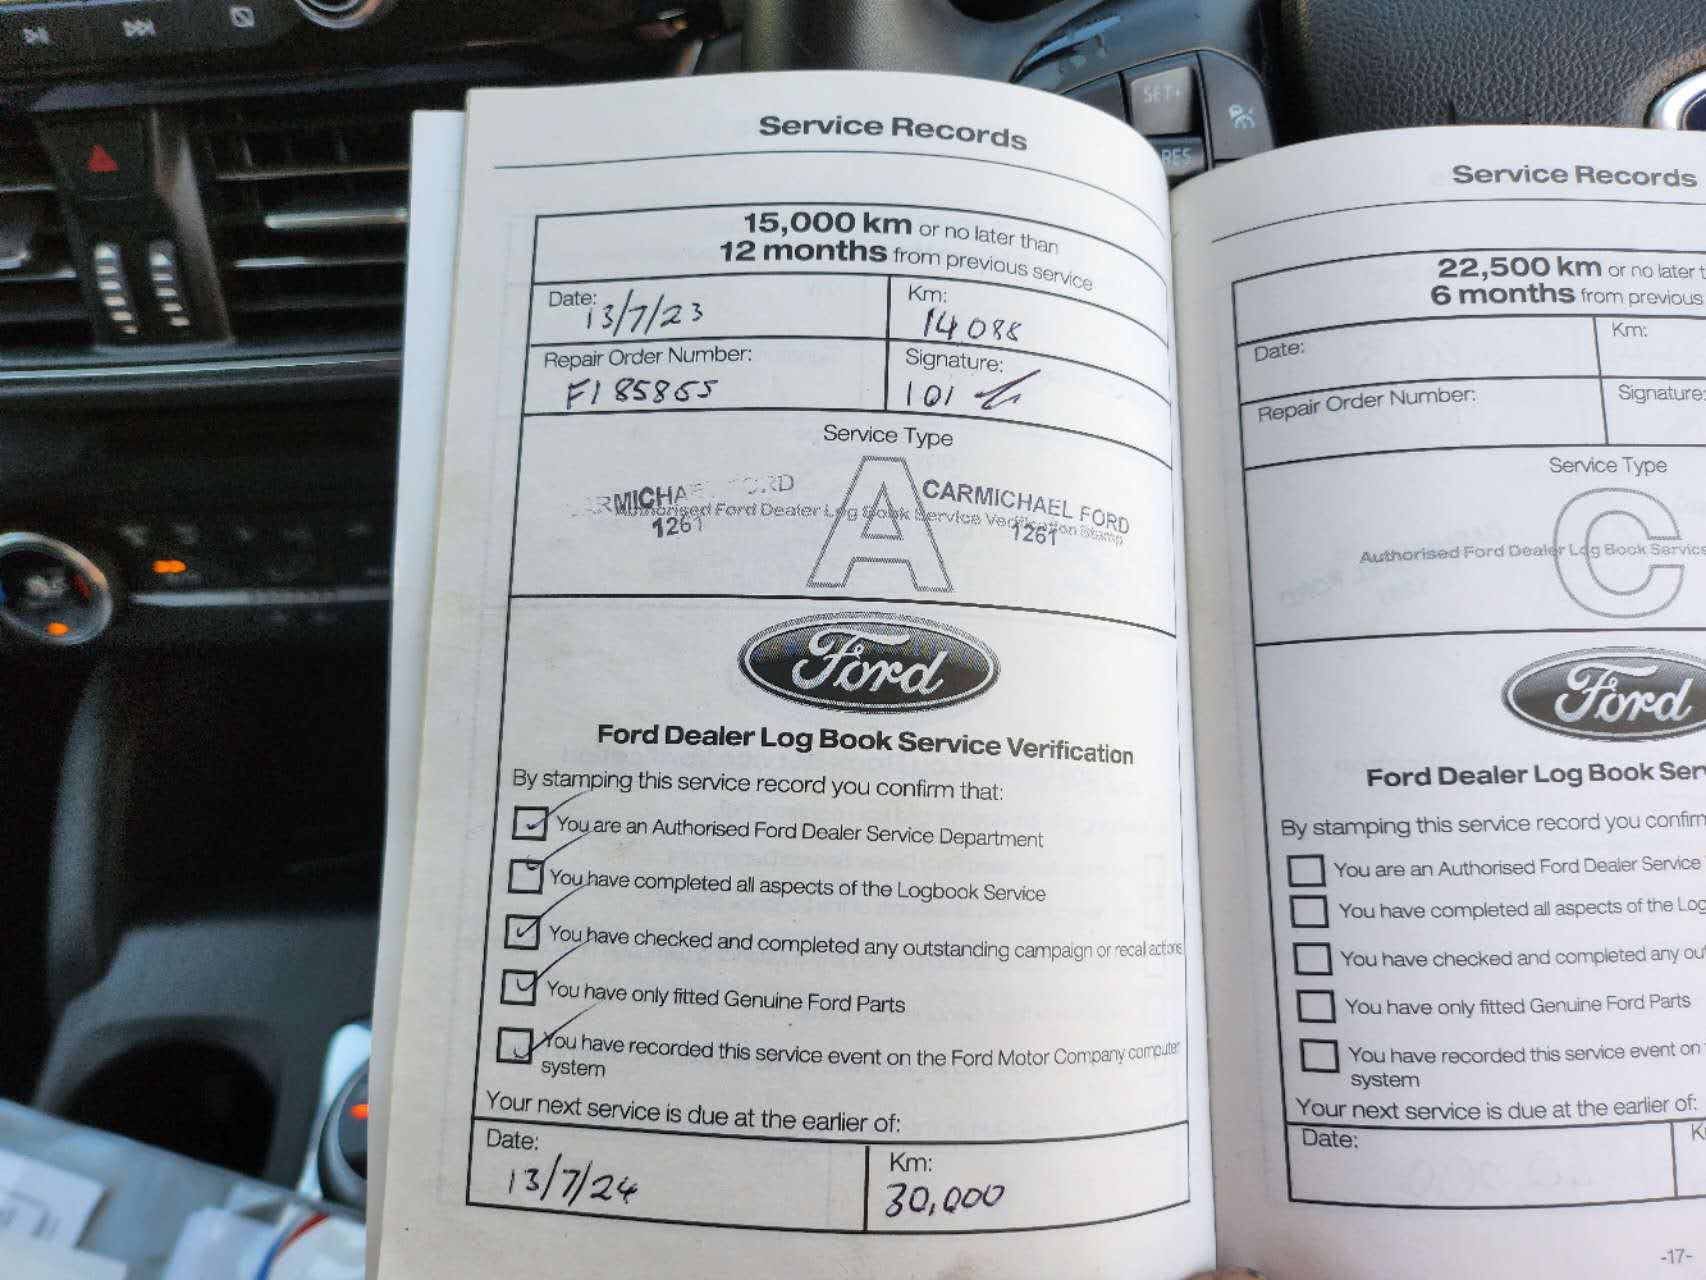 SET+
RES
Service Records
15,000 km or no later than
12 months from previous service
Date: 13/7/23
Km: 14088
Repair Order Number: F185865
Signature: 101
Service Type
A
CARMICHAEL FORD
1261
Authorised Ford Dealer Log Book Service Verification Stamp
CARMICHAEL FORD
1261
Ford
Ford Dealer Log Book Service Verification
By stamping this service record you confirm that:
You are an Authorised Ford Dealer Service Department
You have completed all aspects of the Logbook Service
You have checked and completed any outstanding campaign or recal actions
You have only fitted Genuine Ford Parts
You have recorded this service event on the Ford Motor Company computer
system
Your next service is due at the earlier of:
Date: 13/7/24
Km: 30,000
Service Records
22,500 km or no later
6 months from previous
Date:
Km:
Repair Order Number:
Signature:
Service Type
C
Authorised Ford Dealer Log Book Service
Ford
Ford Dealer Log Book
By stamping this service record you confirm
You are an Authorised Ford Dealer Service
You have completed all aspects of the
You have checked and completed any
You have only fitted Genuine Ford Parts
You have recorded this service event on
system
Your next service is due at the earlier of:
Date:
-17-